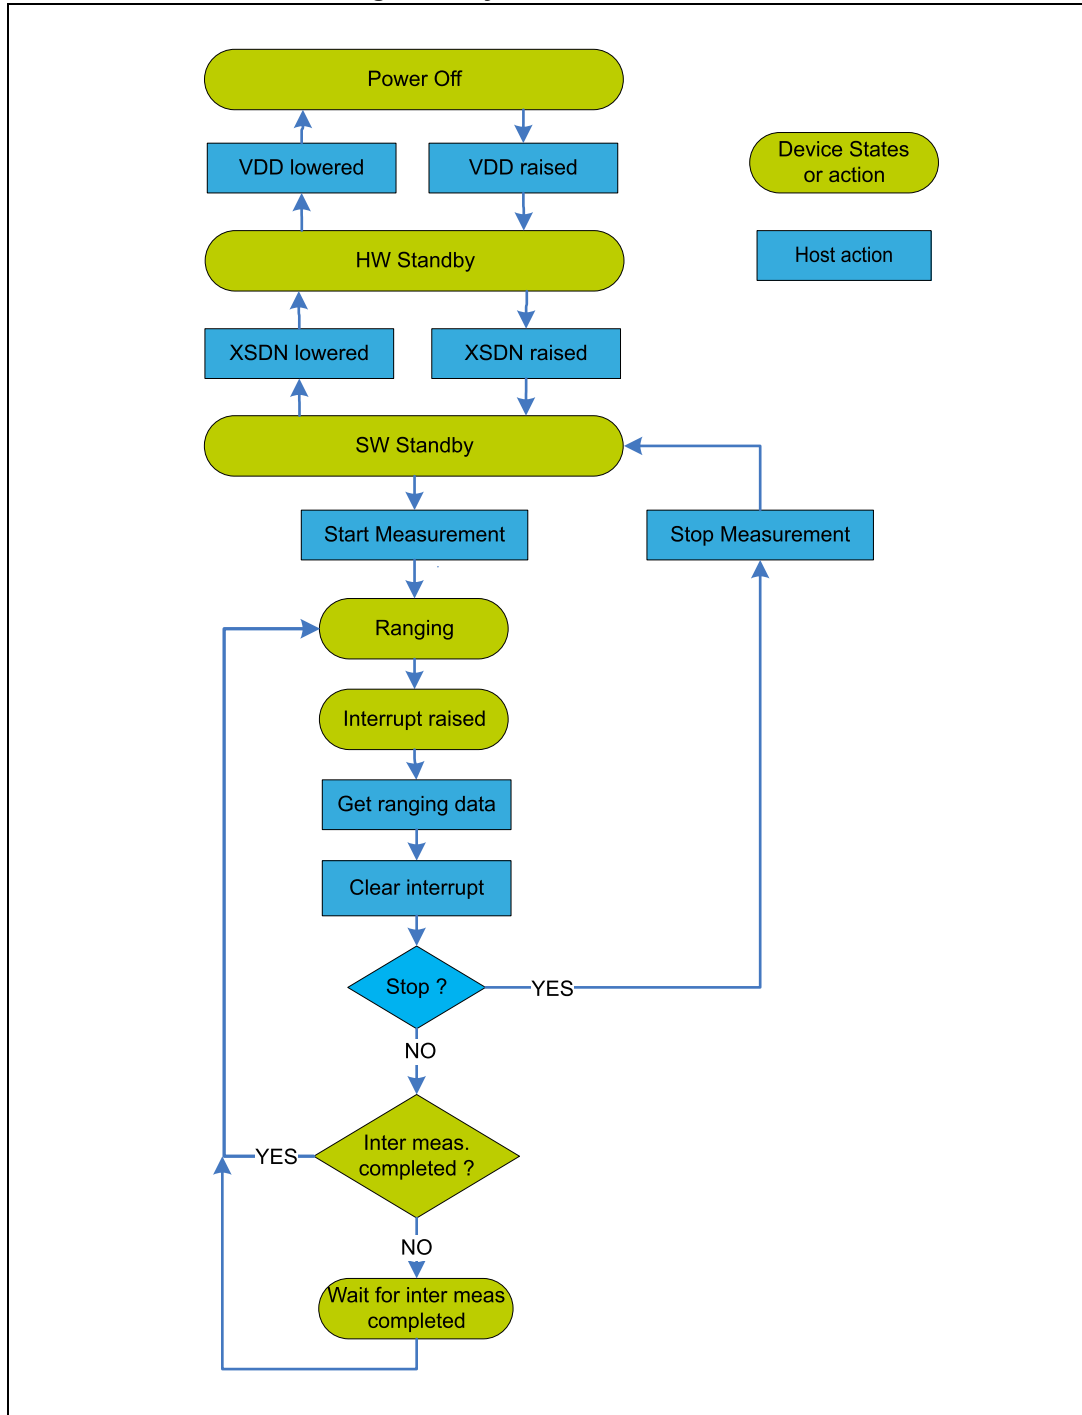 Power Off
VDD lowered
VDD raised
Device States
or action
HW Standby
Host action
XSDN lowered
XSDN raised
SW Standby
Start Measurement
Stop Measurement
Ranging
Interrupt raised
Get ranging data
Clear interrupt
Stop ?
YES
NO
Inter meas.
completed ?
YES
NO
Wait for inter meas
completed